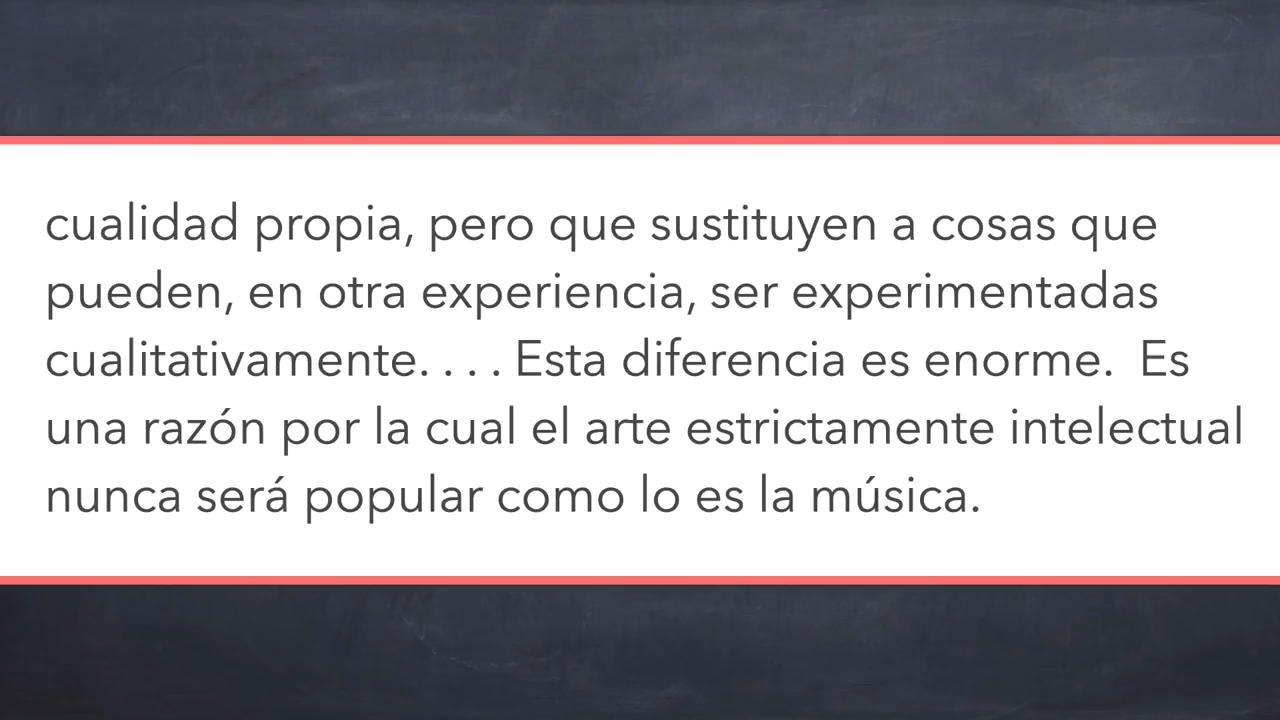 cualidad propia, pero que sustituyen a cosas que
pueden, en otra experiencia, ser experimentadas
cualitativamente. . . . Esta diferencia es enorme.  Es
una razón por la cual el arte estrictamente intelectual
nunca será popular como lo es la música.